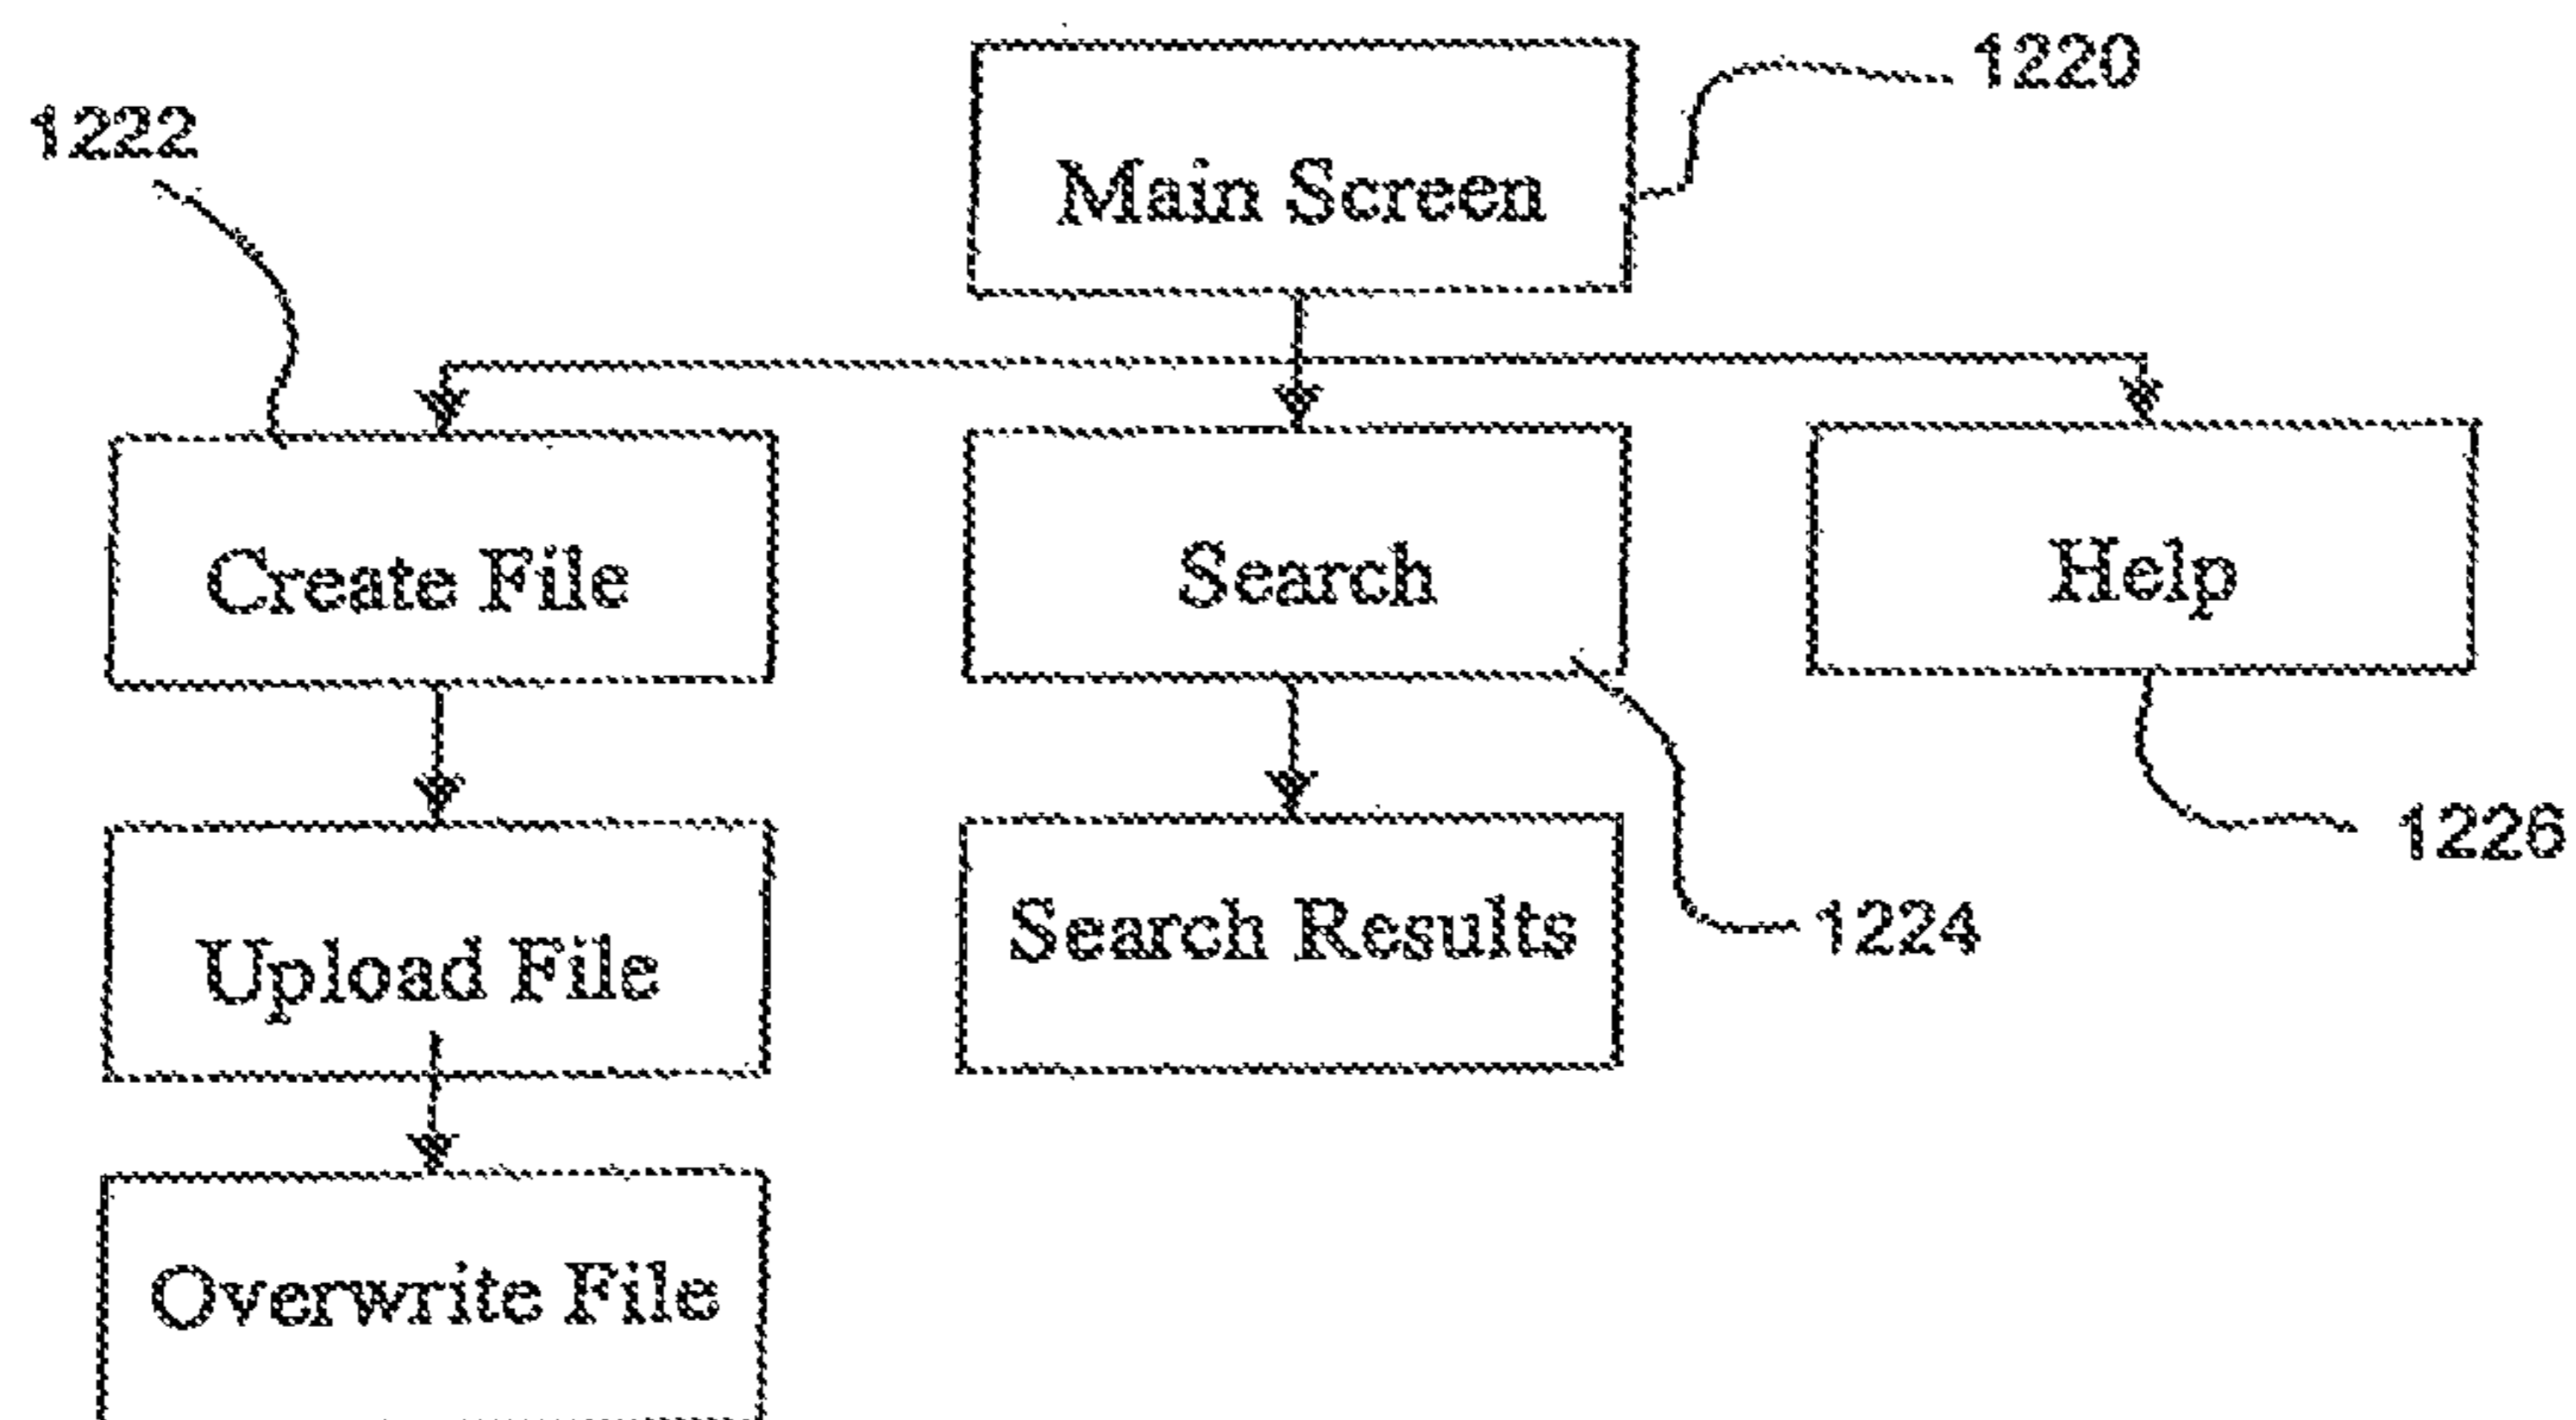 1220
1222
Main Screen
Create File
Search
Help
1226
Upload File
Search Results
1224
Overwrite File